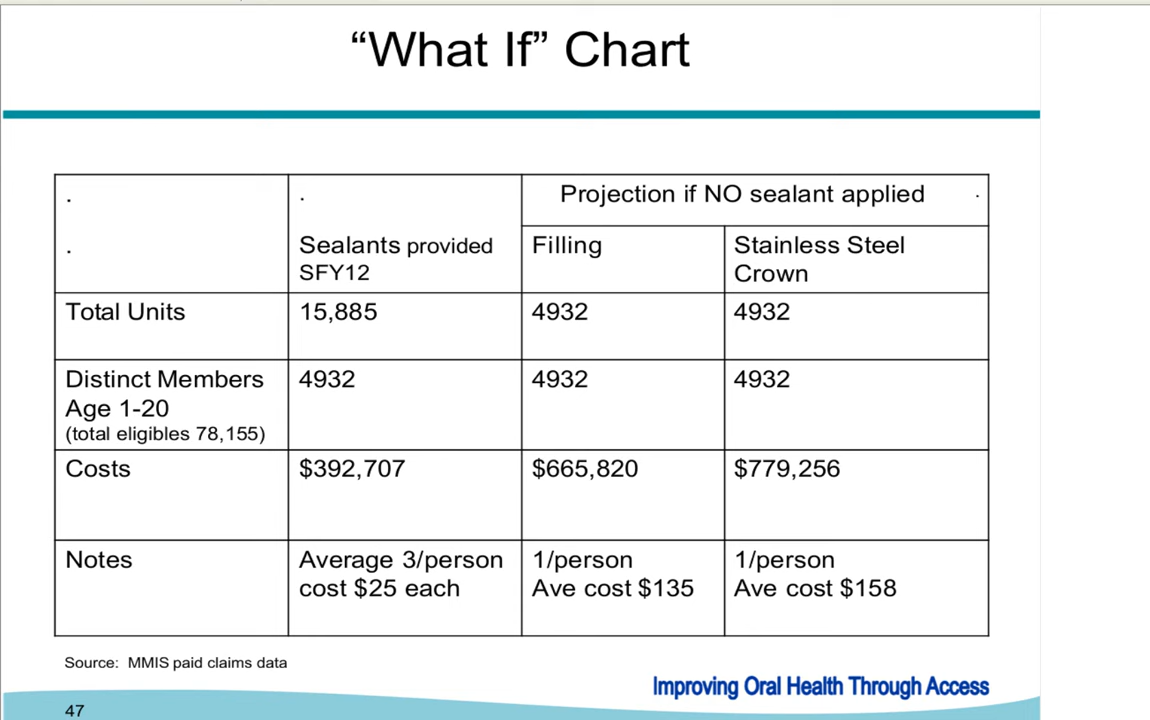 “What If” Chart
. . Projection if NO sealant applied .
. Sealants provided SFY12 Filling Stainless Steel Crown
Total Units 15,885 4932 4932
Distinct Members Age 1-20 (total eligibles 78,155) 4932 4932 4932
Costs $392,707 $665,820 $779,256
Notes Average 3/person cost $25 each 1/person Ave cost $135 1/person Ave cost $158
Source: MMIS paid claims data
Improving Oral Health Through Access
47